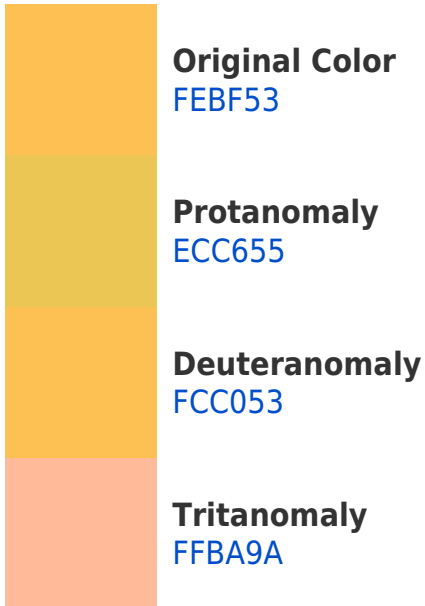 Original Color
FEBF53
Protanomaly
ECC655
Deuteranomaly
FCC053
Tritanomaly
FFBA9A